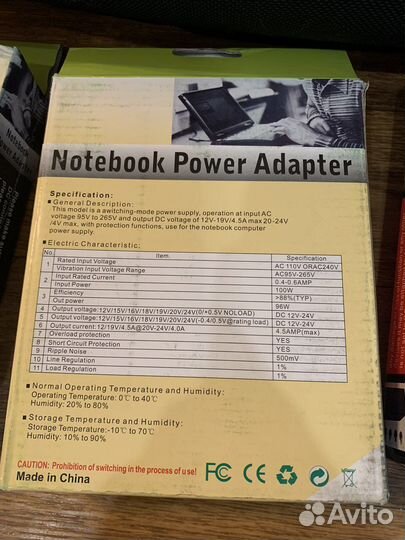 Notebook Power Adapter
Specification:
■ General Description:
This model is a switching-mode power supply, operation at input AC
voltage 95V to 265V and output DC voltage of 12V-19V/4.5A max 20-24V
/4V max, with protection functions, use for the notebook computer
power supply.
■ Electric Characteristic:
No. Item. Specification
1 Rated Input Voltage AC 110V ORAC240V
Vibration Input Voltage Range AC95V-265V
2 Input Rated Current 0.4-0.6AMP
Input Power 100W
3 Efficiency >88%(TYP)
Out power 96W
4 Output voltage: 12V/15V/16V/18V/19V/20V/24V(0/+0.5V NOLOAD) DC 12V-24V
5 Output voltage: 12V/15V/16V/18V/19V/20V/24V(-0.4/0.5V@rating load) DC 12V-24V
6 Output current:12/19V/4.5A@20V-24V/4.0A 4.5AMP(max)
7 Overload protection YES
8 Short Circuit Protection YES
9 Ripple Noise 500mV
10 Line Regulation 1%
11 Load Regulation 1%
■ Normal Operating Temperature and Humidity:
Operating Temperature: 0℃ to 40℃
Humidity: 20% to 80%
■ Storage Temperature and Humidity:
Storage Temperature:-10℃ to 70℃
Humidity: 10% to 90%
CAUTION: Prohibition of switching in the process of use!
Made in China
FC CE
Notebook
Power Ada
Avito